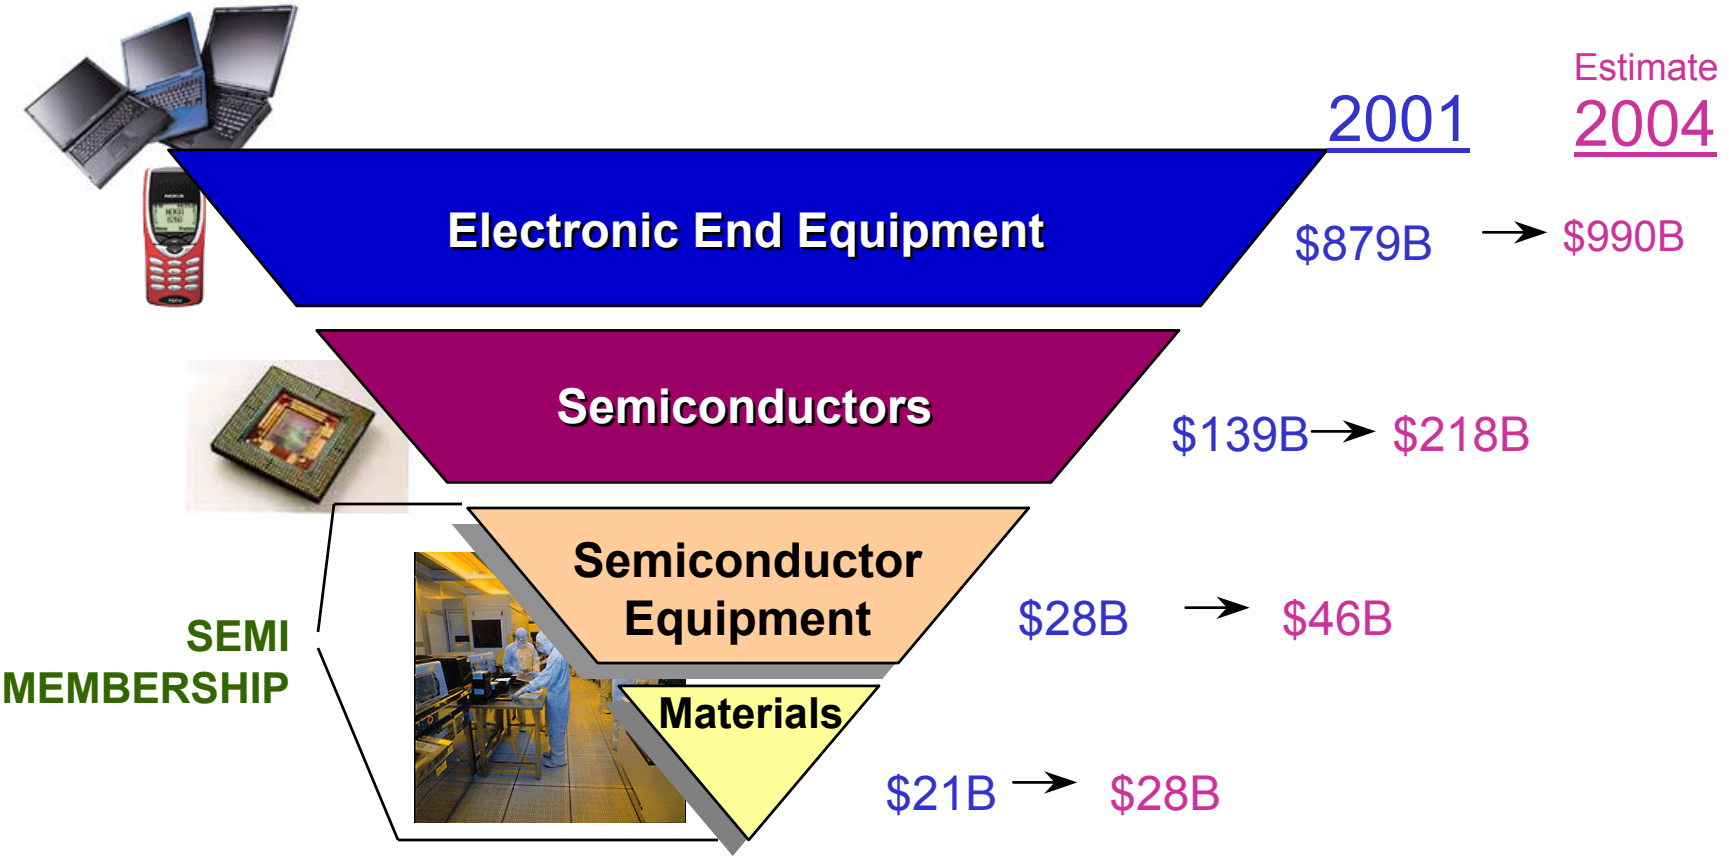 Estimate
2001
2004
Electronic End Equipment
$879B
$990B
NOKIA
Semiconductors
$139B
$218B
Semiconductor
Equipment
$28B
$46B
SEMI
MEMBERSHIP
Materials
$21B
$28B